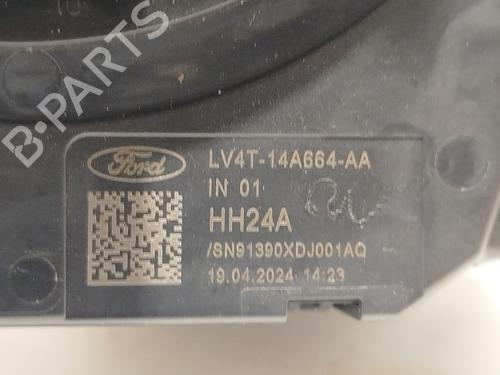 B-PARTS
Ford
LV4T-14A664-AA
IN 01
HH24A
/SN91390XDJ001AQ
19.04.2024 14:23